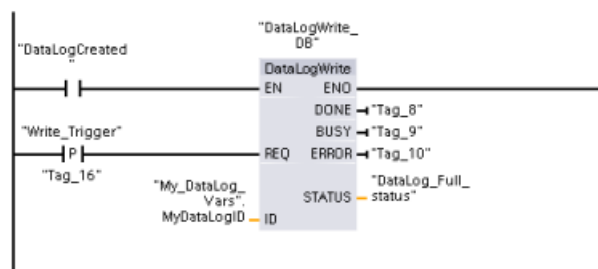 "DataLogWrite_
DB"
"DataLogCreated
"
DataLogWrite
EN ENO
DONE "Tag_8"
BUSY "Tag_9"
"Write_Trigger"
P
REQ ERROR "Tag_10"
"Tag_16"
"My_DataLog_
Vars".
MyDataLogID ID
STATUS "DataLog_Full_
status"